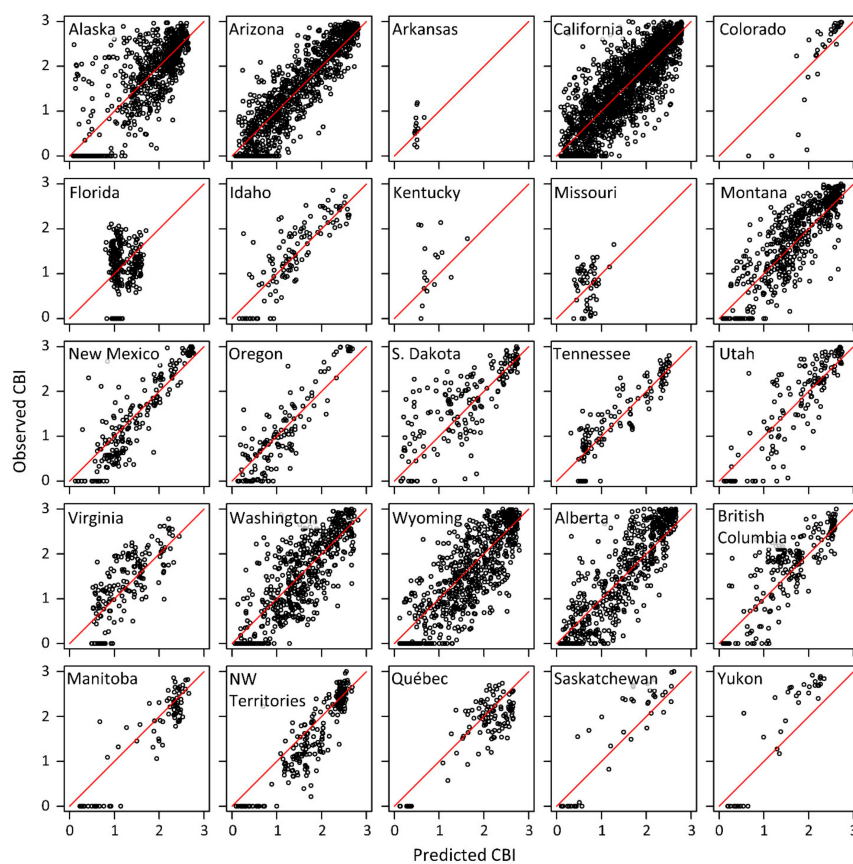 Alaska Arizona Arkansas California Colorado
3
2
1
0
Florida Idaho Kentucky Missouri Montana
3
2
1
0
New Mexico Oregon S. Dakota Tennessee Utah
3
2
1
0
Virginia Washington Wyoming Alberta British
Columbia
3
2
1
0
Manitoba NW Québec Saskatchewan Yukon
Territories
3
2
1
0
0 1 2 3 0 1 2 3 0 1 2 3 0 1 2 3 0 1 2 3
Observed CBI
Predicted CBI